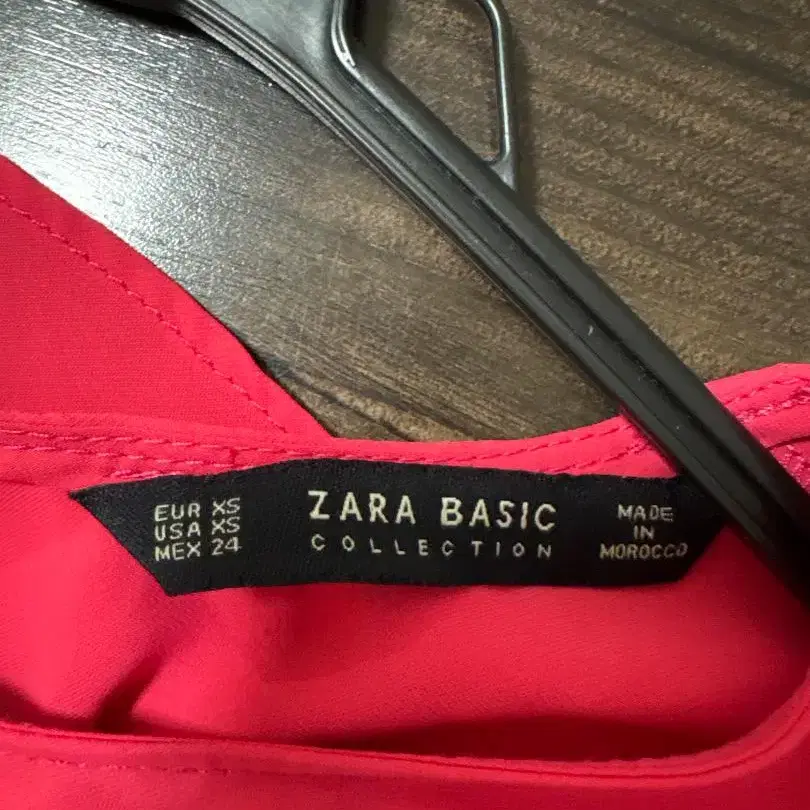 EUR XS
USA XS
MEX 24
ZARA BASIC
COLLECTION
MADE
IN
MOROCCO